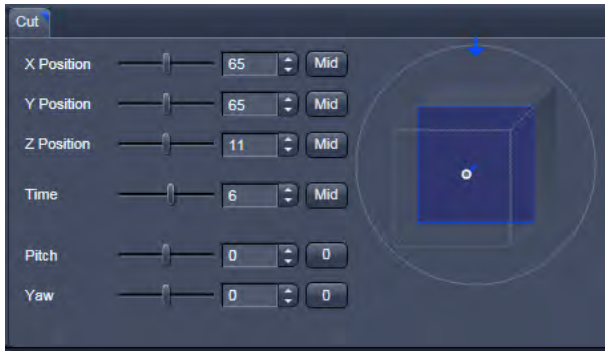 Cut
X Position 65 Mid
Y Position 65 Mid
Z Position 11 Mid
Time 6 Mid
Pitch 0 0
Yaw 0 0